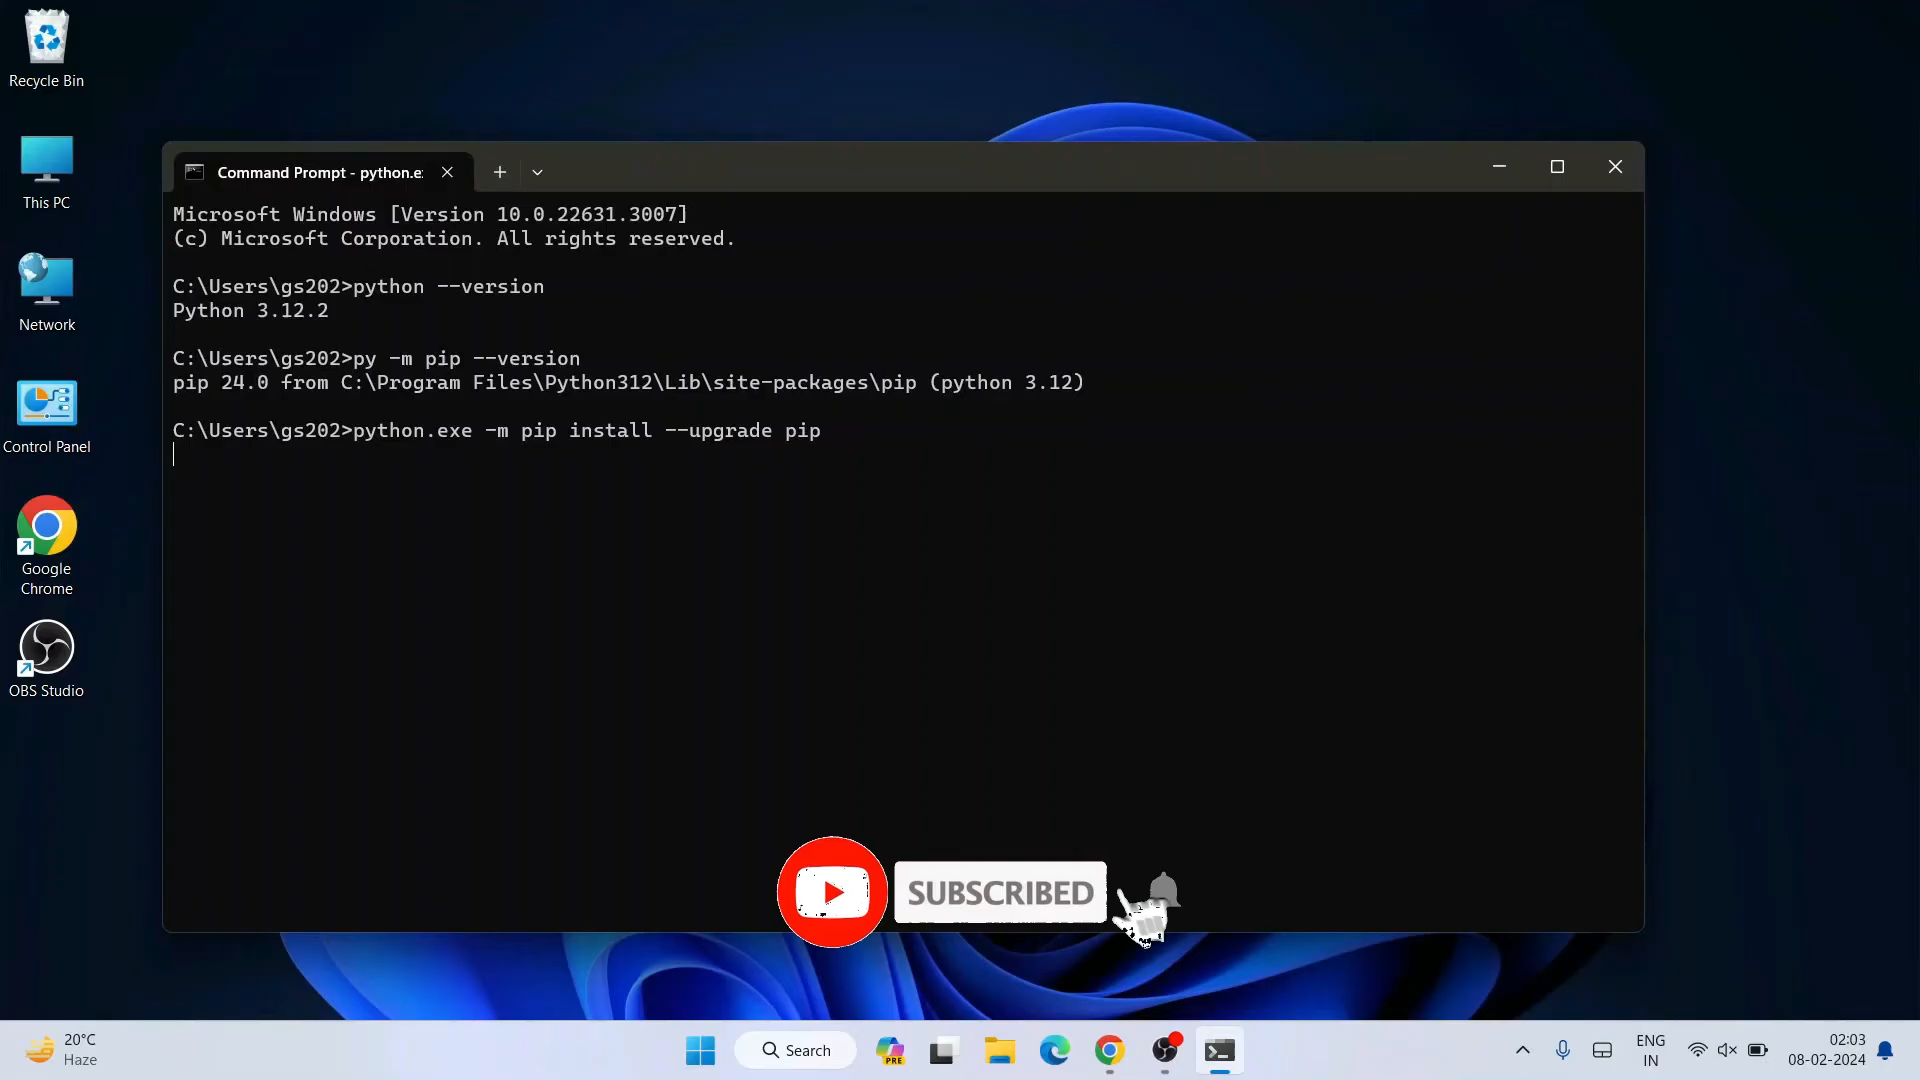 Recycle Bin
This PC
Network
Control Panel
Google
Chrome
OBS Studio
Command Prompt - python.e
Microsoft Windows [Version 10.0.22631.3007]
(c) Microsoft Corporation. All rights reserved.
C:\Users\gs202>python --version
Python 3.12.2
C:\Users\gs202>py -m pip --version
pip 24.0 from C:\Program Files\Python312\Lib\site-packages\pip (python 3.12)
C:\Users\gs202>python.exe -m pip install --upgrade pip
SUBSCRIBED
20°C
Haze
Search
PRE
ENG
IN
02:03
08-02-2024